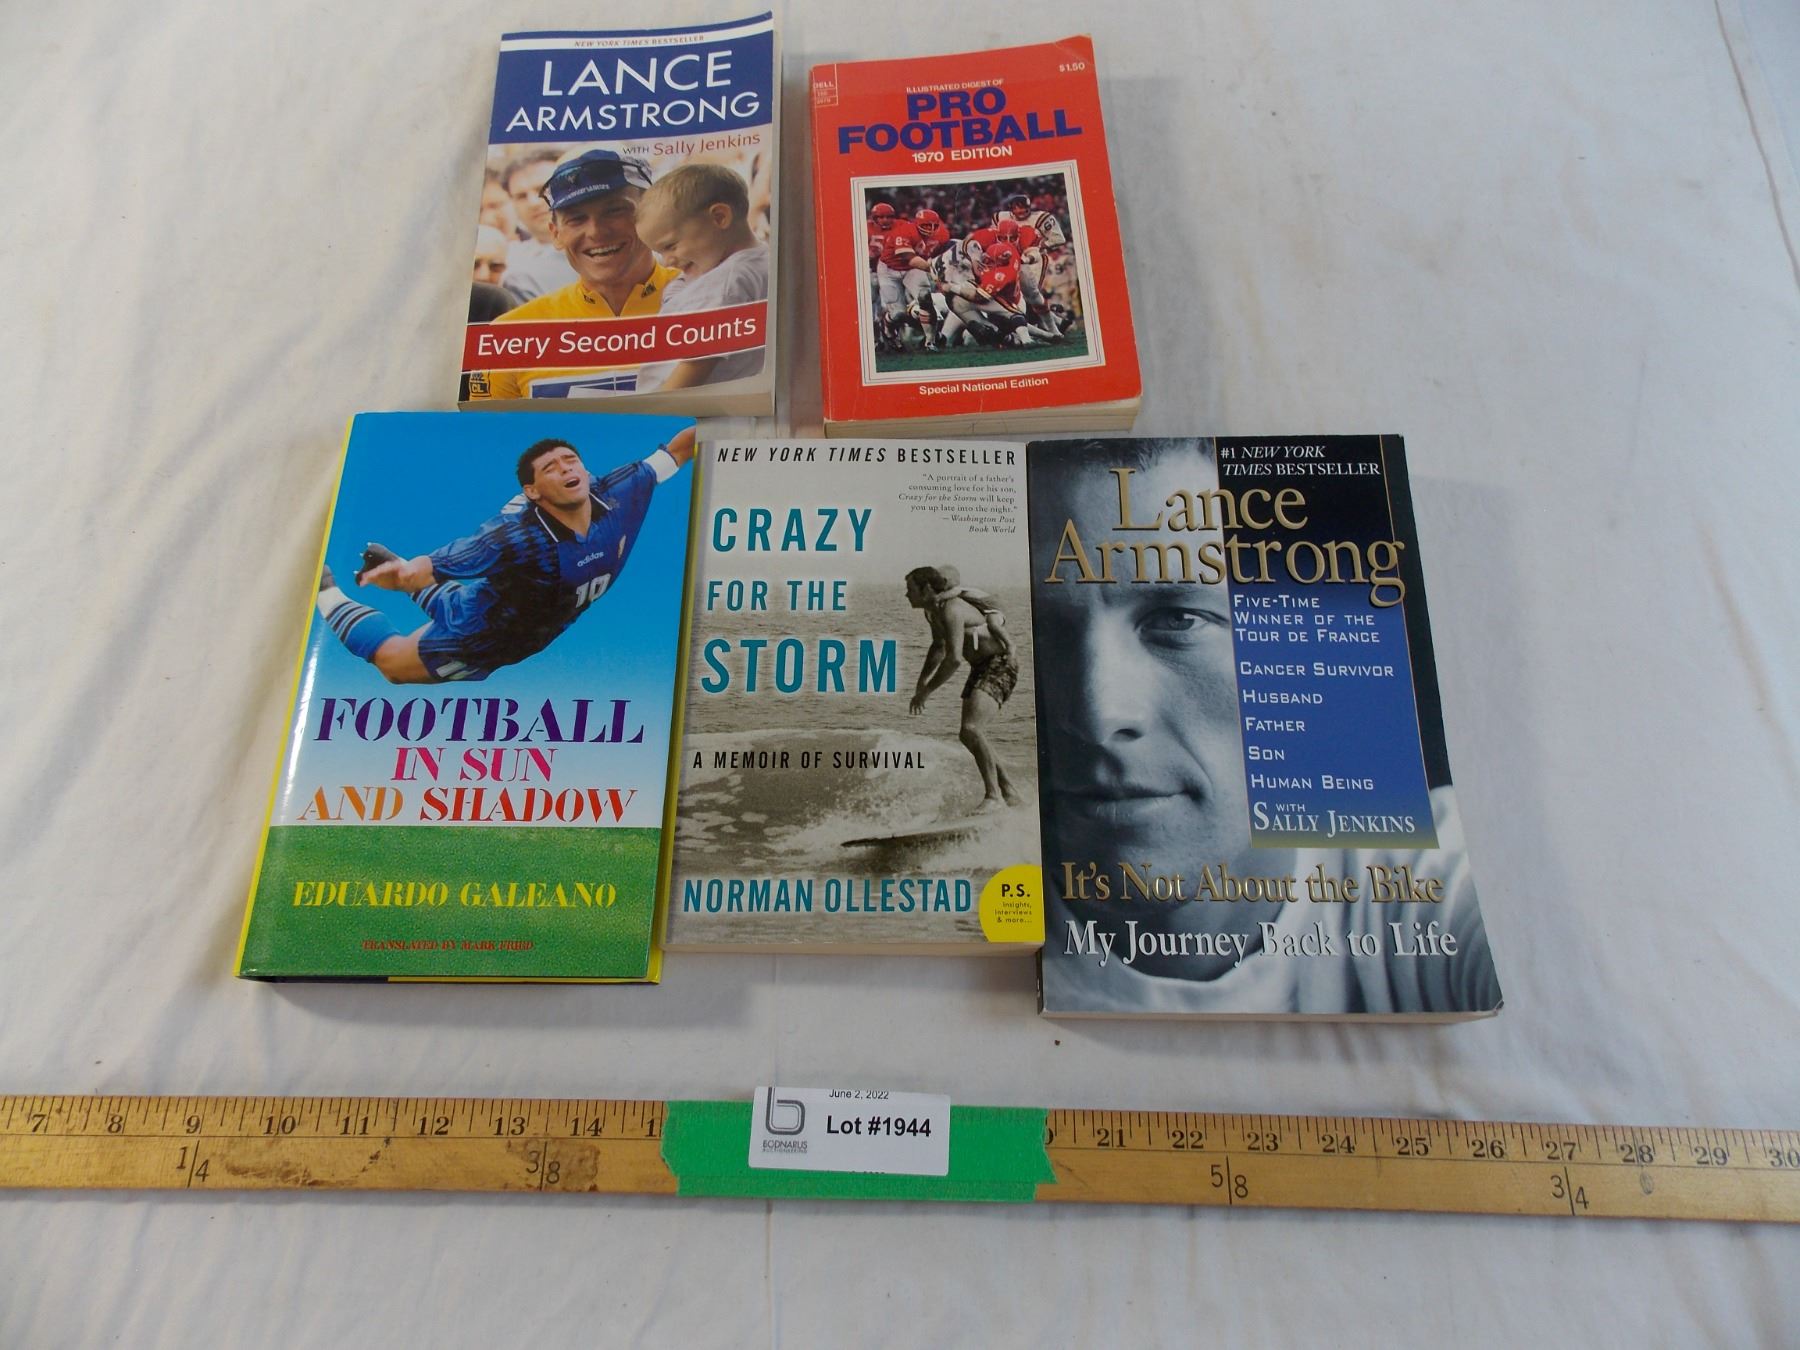 NEW YORK TIMES BESTSELLER
LANCE
ARMSTRONG
WITH Sally Jenkins
Every Second Counts
DELL
$1.50
ILLUSTRATED DIGEST OF
PRO
FOOTBALL
1970 EDITION
Special National Edition
adidas
10
FOOTBALL
IN SUN
AND SHADOW
EDUARDO GALEANO
TRANSLATED BY MARK FRIED
NEW YORK TIMES BESTSELLER
"A portrait of a father's
consuming love for his son,
Crazy for the Storm will keep
you up late into the night."
—Washington Post
Book World
CRAZY
FOR THE
STORM
A MEMOIR OF SURVIVAL
NORMAN OLLESTAD
P.S.
Insights,
Interviews
& more...
#1 NEW YORK
TIMES BESTSELLER
Lance
Armstrong
FIVE-TIME
WINNER OF THE
TOUR DE FRANCE
CANCER SURVIVOR
HUSBAND
FATHER
SON
HUMAN BEING
WITH
SALLY JENKINS
It's Not About the Bike
My Journey Back to Life
June 2, 2022
Lot #1944
BODNARUS
AUCTIONEERING
7 8 9 10 11 12 13 14 21 22 23 24 25 26 27 28 29 30
1/4 3/8 5/8 3/4